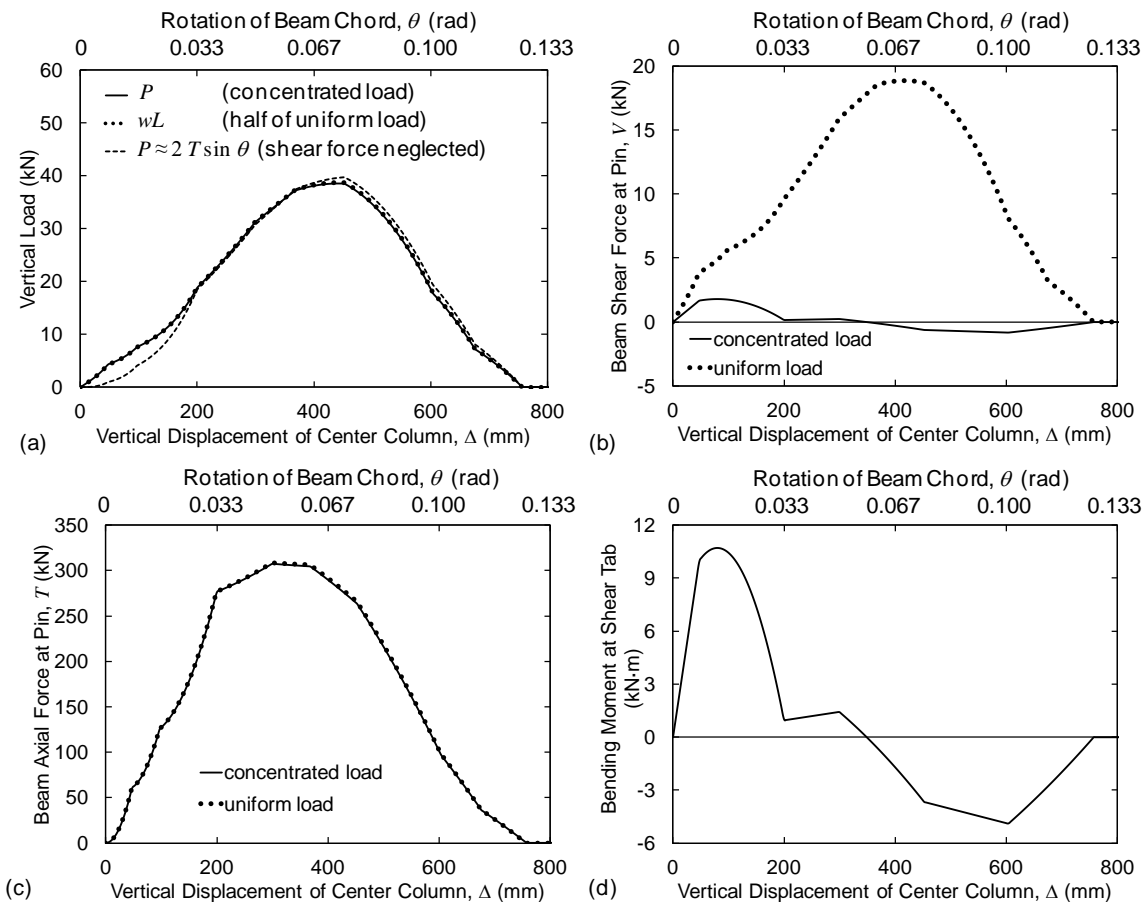 Rotation of Beam Chord, θ (rad)
0 0.033 0.067 0.100 0.133
60
50
40
30
20
10
0
Vertical Load (kN)
P (concentrated load)
wL (half of uniform load)
P ≈ 2 T sin θ (shear force neglected)
0 200 400 600 800
(a) Vertical Displacement of Center Column, Δ (mm)
Rotation of Beam Chord, θ (rad)
0 0.033 0.067 0.100 0.133
20
15
10
5
0
-5
Beam Shear Force at Pin, V (kN)
concentrated load
uniform load
0 200 400 600 800
(b) Vertical Displacement of Center Column, Δ (mm)
Rotation of Beam Chord, θ (rad)
0 0.033 0.067 0.100 0.133
350
300
250
200
150
100
50
0
Beam Axial Force at Pin, T (kN)
concentrated load
uniform load
0 200 400 600 800
(c) Vertical Displacement of Center Column, Δ (mm)
Rotation of Beam Chord, θ (rad)
0 0.033 0.067 0.100 0.133
12
9
6
3
0
-3
-6
Bending Moment at Shear Tab
(kN·m)
0 200 400 600 800
(d) Vertical Displacement of Center Column, Δ (mm)